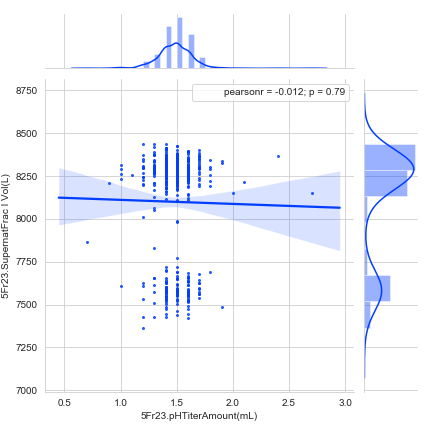 pearsonr = -0.012; p = 0.79
8750
8500
8250
8000
7750
7500
7250
7000
5Fr23.SupernatFrac I Vol(L)
0.5 1.0 1.5 2.0 2.5 3.0
5Fr23.pHTiterAmount(mL)